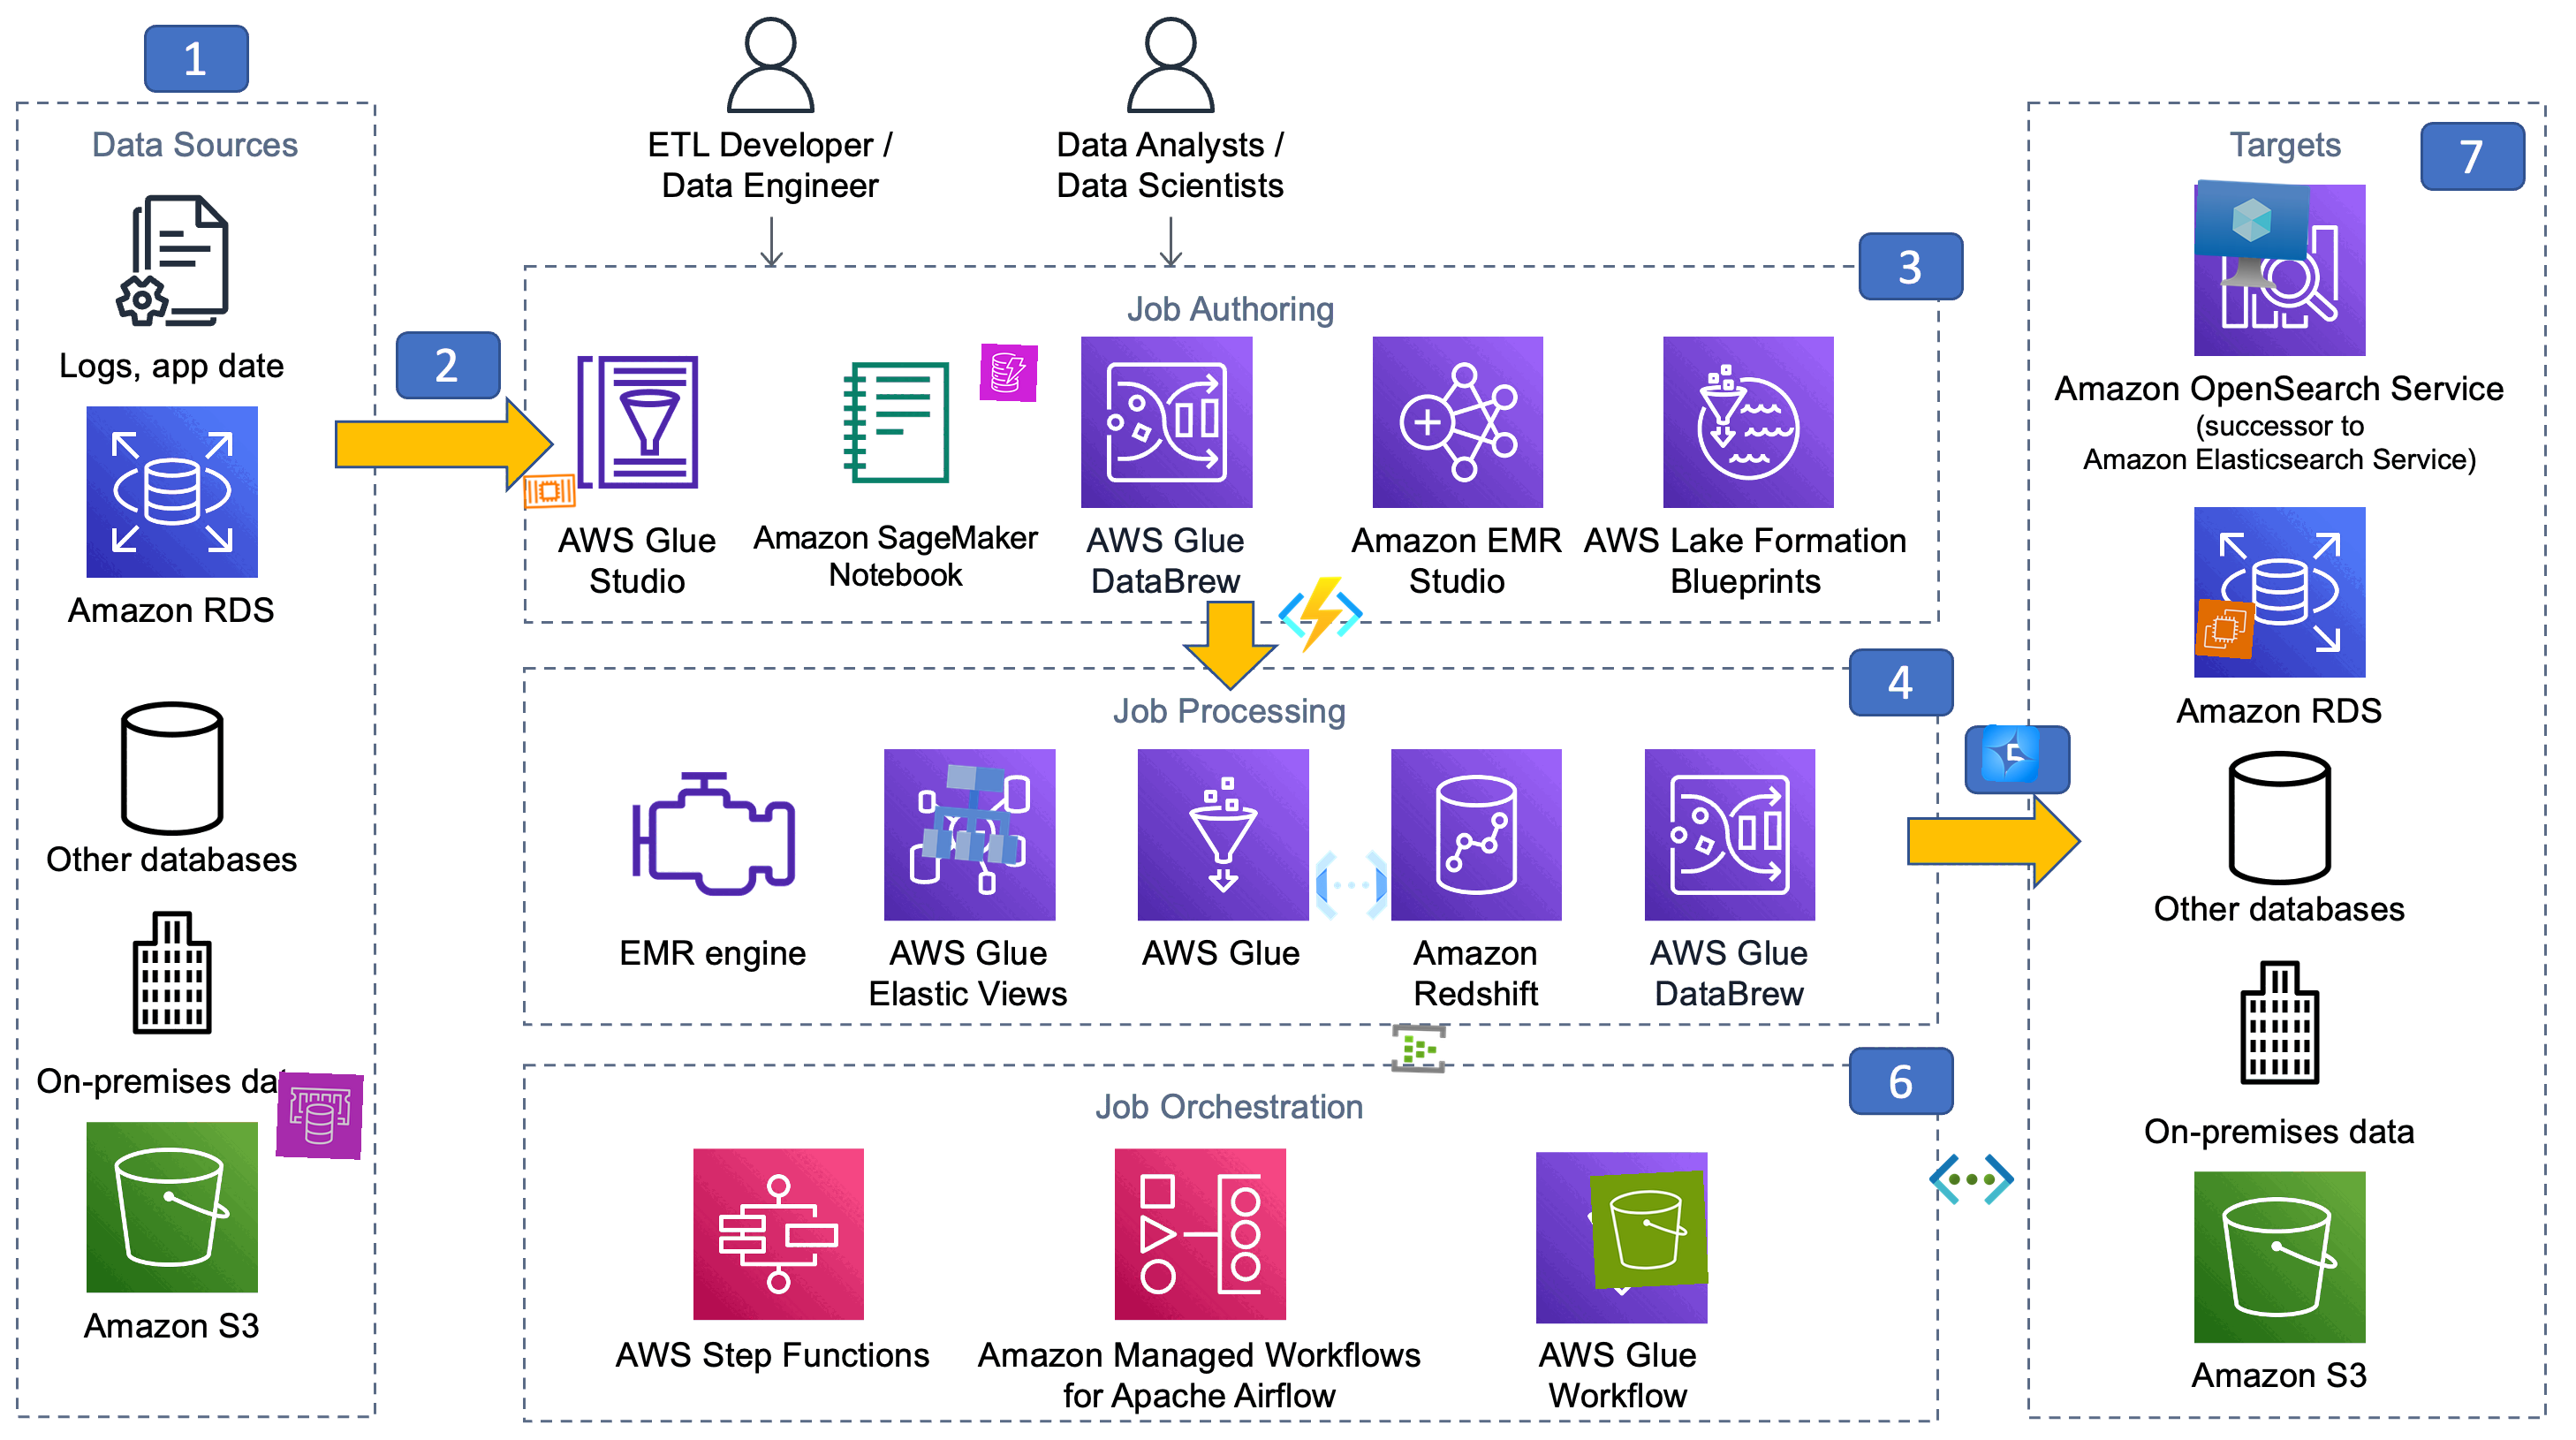 1
Data Sources
Logs, app date
Amazon RDS
Other databases
On-premises
Amazon S3
2
ETL Developer /
Data Engineer
Data Analysts /
Data Scientists
3
Job Authoring
AWS Glue
Studio
Amazon SageMaker
Notebook
AWS Glue
DataBrew
Amazon EMR
Studio
AWS Lake Formation
Blueprints
4
Job Processing
EMR engine
AWS Glue
Elastic Views
AWS Glue
Amazon
Redshift
AWS Glue
DataBrew
6
Job Orchestration
AWS Step Functions
Amazon Managed Workflows
for Apache Airflow
AWS Glue
Workflow
7
Targets
Amazon OpenSearch Service
(successor to
Amazon Elasticsearch Service)
Amazon RDS
Other databases
On-premises data
Amazon S3